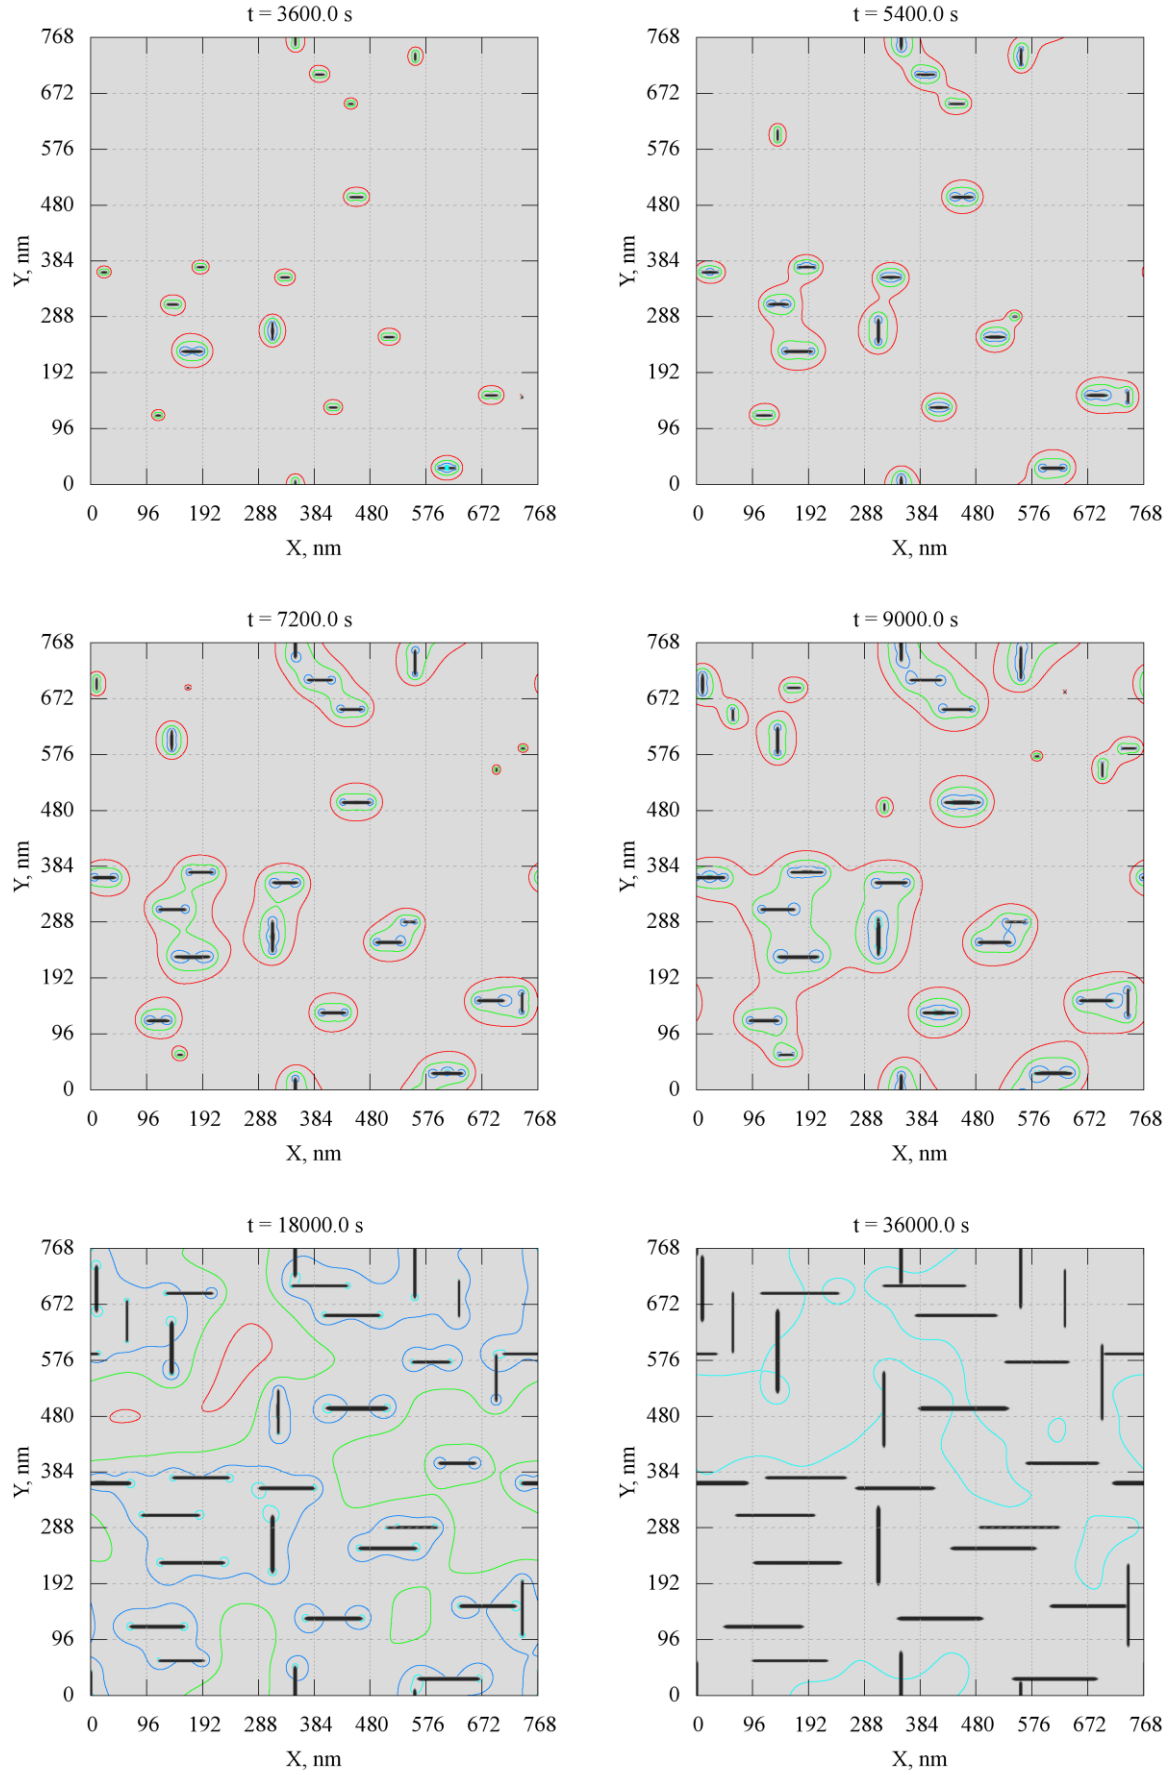 t = 3600.0 s
768
672
576
480
384
288
192
96
0
Y, nm
0 96 192 288 384 480 576 672 768
X, nm
t = 5400.0 s
768
672
576
480
384
288
192
96
0
Y, nm
0 96 192 288 384 480 576 672 768
X, nm
t = 7200.0 s
768
672
576
480
384
288
192
96
0
Y, nm
0 96 192 288 384 480 576 672 768
X, nm
t = 9000.0 s
768
672
576
480
384
288
192
96
0
Y, nm
0 96 192 288 384 480 576 672 768
X, nm
t = 18000.0 s
768
672
576
480
384
288
192
96
0
Y, nm
0 96 192 288 384 480 576 672 768
X, nm
t = 36000.0 s
768
672
576
480
384
288
192
96
0
Y, nm
0 96 192 288 384 480 576 672 768
X, nm